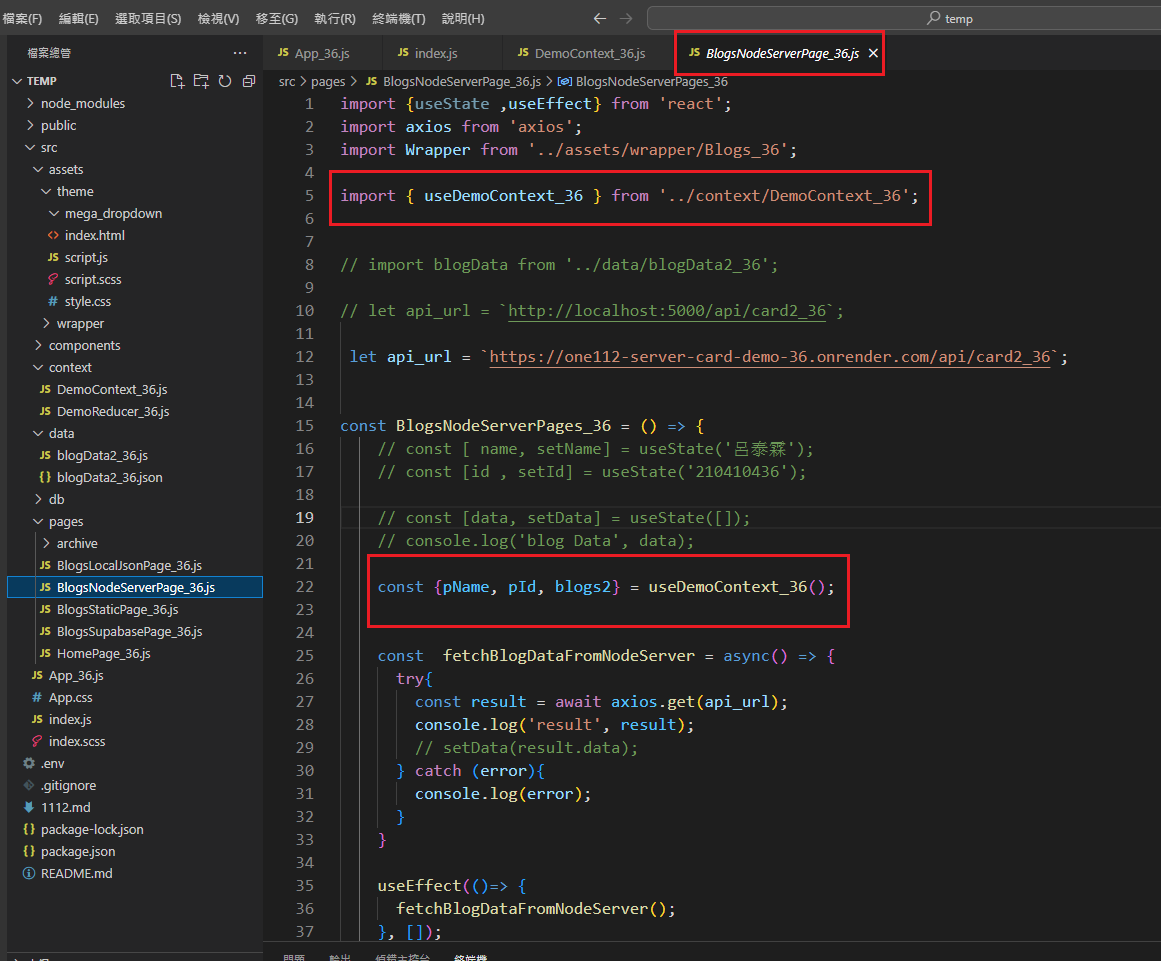 檔案(F) 編輯(E) 選取項目(S) 檢視(V) 移至(G) 執行(R) 終端機(T) 說明(H) temp
檔案總管
TEMP
node_modules
public
src
assets
theme
mega_dropdown
index.html
script.js
script.scss
style.css
wrapper
components
context
DemoContext_36.js
DemoReducer_36.js
data
blogData2_36.js
blogData2_36.json
db
pages
archive
BlogsLocalJsonPage_36.js
BlogsNodeServerPage_36.js
BlogsStaticPage_36.js
BlogsSupabasePage_36.js
HomePage_36.js
App_36.js
App.css
index.js
index.scss
.env
.gitignore
1112.md
package-lock.json
package.json
README.md
App_36.js index.js DemoContext_36.js BlogsNodeServerPage_36.js
src > pages > BlogsNodeServerPage_36.js > BlogsNodeServerPages_36
1 import {useState ,useEffect} from 'react';
2 import axios from 'axios';
3 import Wrapper from '../assets/wrapper/Blogs_36';
4
5 import { useDemoContext_36 } from '../context/DemoContext_36';
6
7
8 // import blogData from '../data/blogData2_36';
9
10 // let api_url = `http://localhost:5000/api/card2_36`;
11
12 let api_url = `https://one112-server-card-demo-36.onrender.com/api/card2_36`;
13
14
15 const BlogsNodeServerPages_36 = () => {
16 // const [ name, setName] = useState('呂泰霖');
17 // const [id , setId] = useState('210410436');
18
19 // const [data, setData] = useState([]);
20 // console.log('blog Data', data);
21
22 const {pName, pId, blogs2} = useDemoContext_36();
23
24
25 const fetchBlogDataFromNodeServer = async() => {
26 try{
27 const result = await axios.get(api_url);
28 console.log('result', result);
29 // setData(result.data);
30 } catch (error){
31 console.log(error);
32 }
33 }
34
35 useEffect(()=> {
36 fetchBlogDataFromNodeServer();
37 }, []);